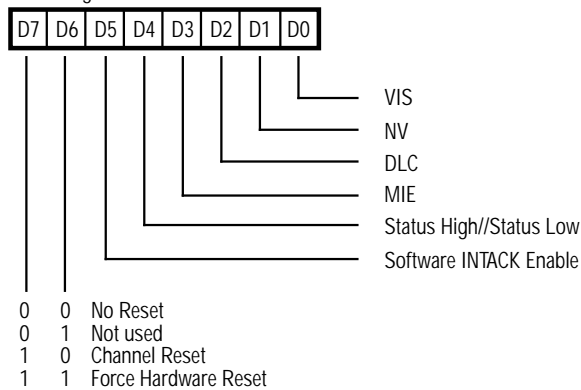 D7 D6 D5 D4 D3 D2 D1 D0
VIS
NV
DLC
MIE
Status High//Status Low
Software INTACK Enable
0 0 No Reset
0 1 Not used
1 0 Channel Reset
1 1 Force Hardware Reset